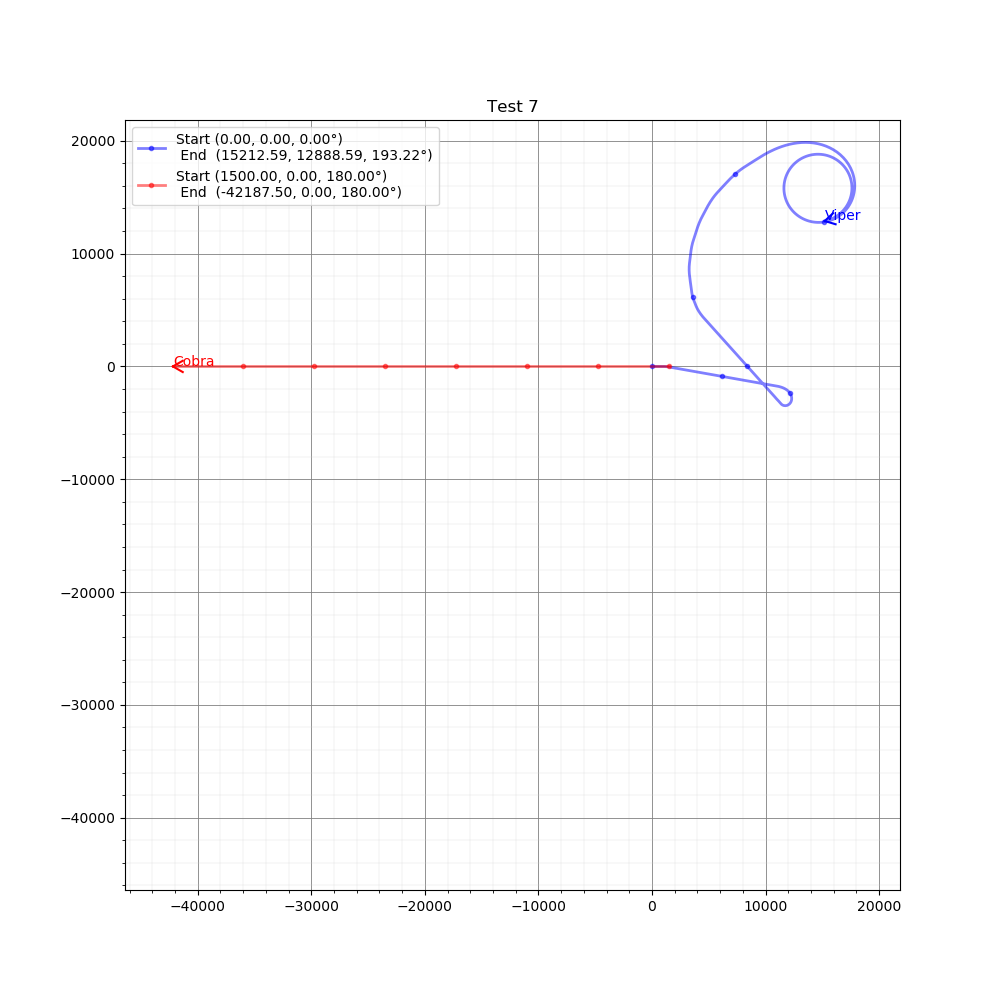 Test 7
Start (0.00, 0.00, 0.00°)
End (15212.59, 12888.59, 193.22°)
Start (1500.00, 0.00, 180.00°)
End (-42187.50, 0.00, 180.00°)
20000
10000
0
−10000
−20000
−30000
−40000
Viper
Cobra
−40000
−30000
−20000
−10000
0
10000
20000